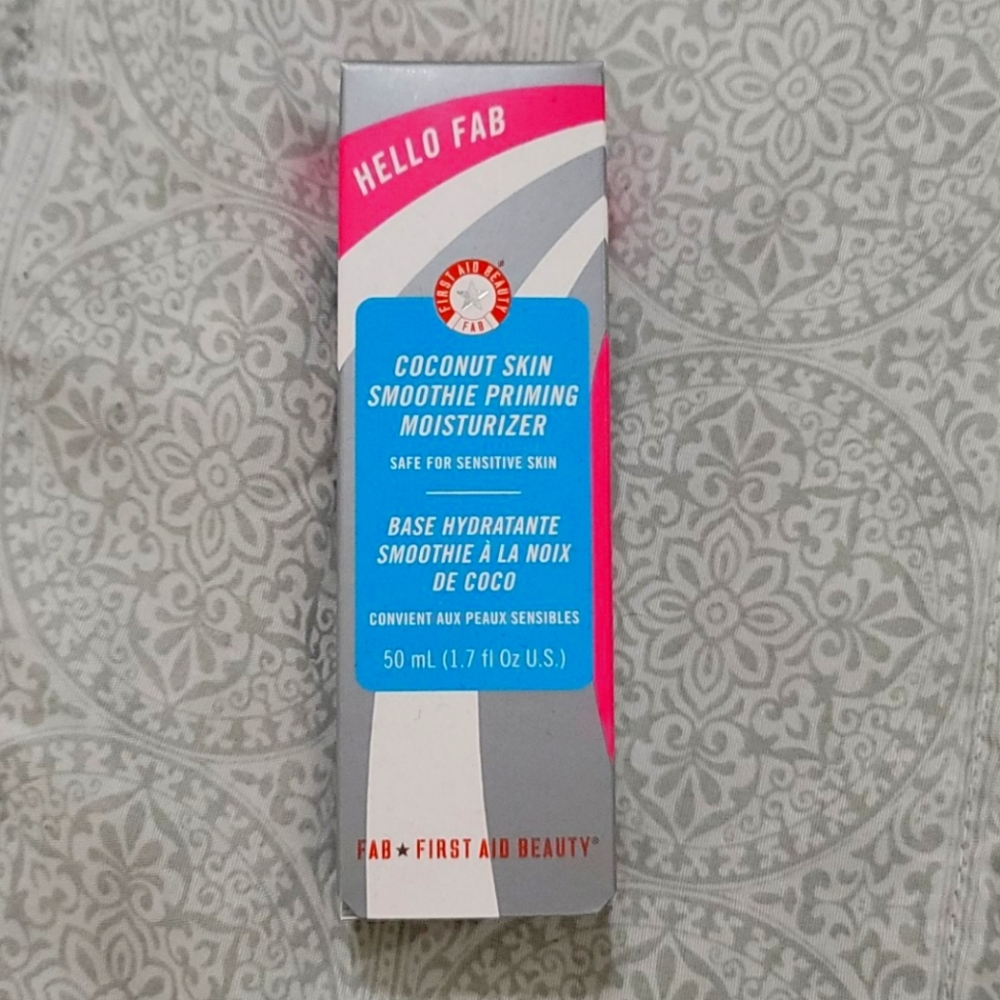 HELLO FAB
FIRST AID BEAUTY®
FAB
COCONUT SKIN
SMOOTHIE PRIMING
MOISTURIZER
SAFE FOR SENSITIVE SKIN
BASE HYDRATANTE
SMOOTHIE À LA NOIX
DE COCO
CONVIENT AUX PEAUX SENSIBLES
50 mL (1.7 fl Oz U.S.)
FAB ★ FIRST AID BEAUTY®